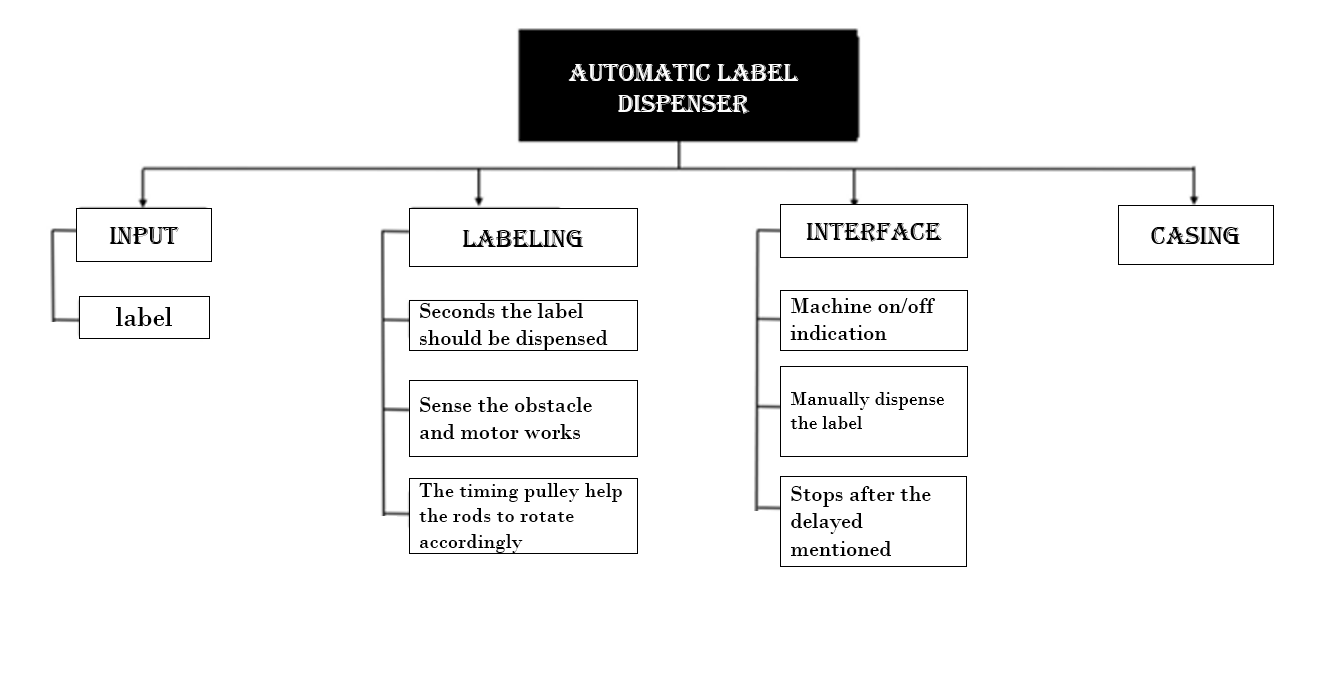 AUTOMATIC LABEL
DISPENSER
INPUT
label
LABELING
Seconds the label
should be dispensed
Sense the obstacle
and motor works
The timing pulley help
the rods to rotate
accordingly
INTERFACE
Machine on/off
indication
Manually dispense
the label
Stops after the
delayed
mentioned
CASING